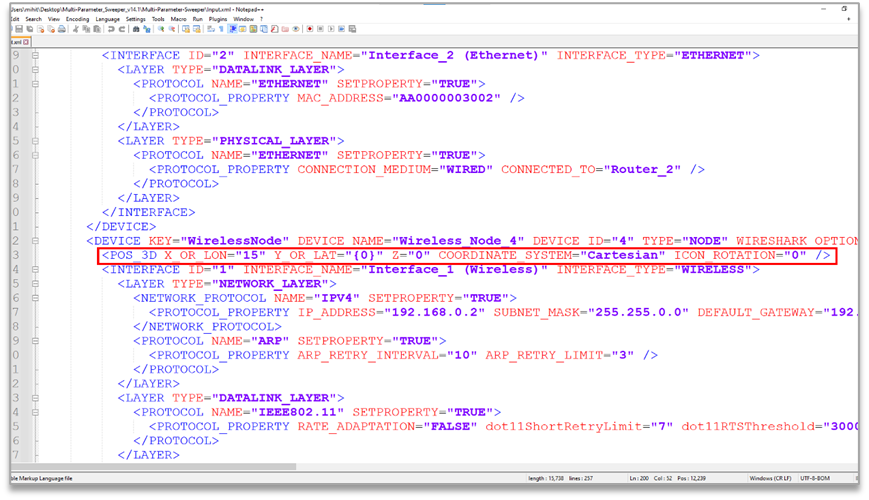 Users\mihit\Desktop\Multi-Parameter_Sweeper_v14.1\Multi-Parameter-Sweeper\Input.xml - Notepad++
Edit Search View Encoding Language Settings Tools Macro Run Plugins Window ?
9 <INTERFACE ID="2" INTERFACE_NAME="Interface_2 (Ethernet)" INTERFACE_TYPE="ETHERNET">
0 <LAYER TYPE="DATALINK_LAYER">
1 <PROTOCOL NAME="ETHERNET" SETPROPERTY="TRUE">
2 <PROTOCOL_PROPERTY MAC_ADDRESS="AA0000003002" />
3 </PROTOCOL>
4 </LAYER>
5 <LAYER TYPE="PHYSICAL_LAYER">
6 <PROTOCOL NAME="ETHERNET" SETPROPERTY="TRUE">
7 <PROTOCOL_PROPERTY CONNECTION_MEDIUM="WIRED" CONNECTED_TO="Router_2" />
8 </PROTOCOL>
9 </LAYER>
0 </INTERFACE>
1 </DEVICE>
2 <DEVICE KEY="WirelessNode" DEVICE_NAME="Wireless_Node_4" DEVICE_ID="4" TYPE="NODE" WIRESHARK_OPTION
3 <POS_3D X_OR_LON="15" Y_OR_LAT="{0}" Z="0" COORDINATE_SYSTEM="Cartesian" ICON_ROTATION="0" />
4 <INTERFACE ID="1" INTERFACE_NAME="Interface_1 (Wireless)" INTERFACE_TYPE="WIRELESS">
5 <LAYER TYPE="NETWORK_LAYER">
6 <NETWORK_PROTOCOL NAME="IPV4" SETPROPERTY="TRUE">
7 <PROTOCOL_PROPERTY IP_ADDRESS="192.168.0.2" SUBNET_MASK="255.255.0.0" DEFAULT_GATEWAY="192.
8 </NETWORK_PROTOCOL>
9 <PROTOCOL NAME="ARP" SETPROPERTY="TRUE">
0 <PROTOCOL_PROPERTY ARP_RETRY_INTERVAL="10" ARP_RETRY_LIMIT="3" />
1 </PROTOCOL>
2 </LAYER>
3 <LAYER TYPE="DATALINK_LAYER">
4 <PROTOCOL NAME="IEEE802.11" SETPROPERTY="TRUE">
5 <PROTOCOL_PROPERTY RATE_ADAPTATION="FALSE" dot11ShortRetryLimit="7" dot11RTSThreshold="3000
6 </PROTOCOL>
7 </LAYER>
ble Markup Language file length : 15,738 lines : 257 Ln : 200 Col : 52 Pos : 12,239 Windows (CR LF) UTF-8-BOM